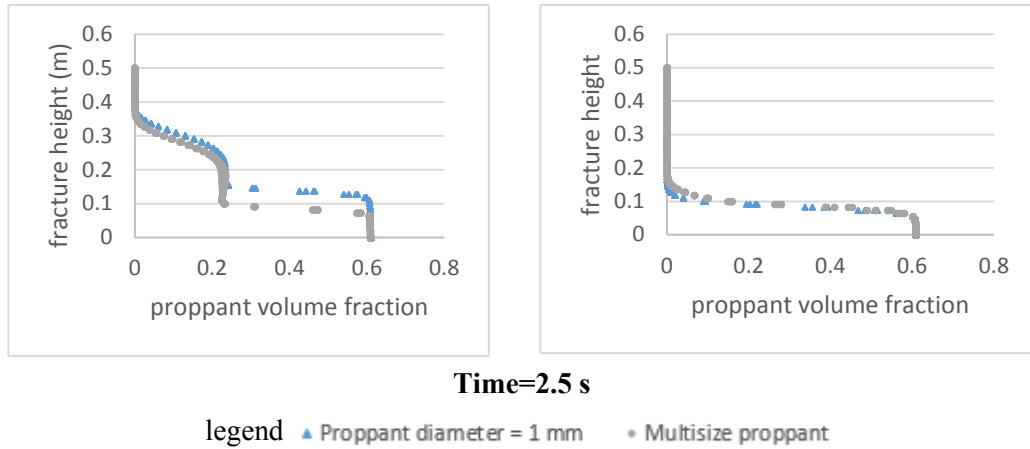 fracture height (m)
0.6
0.5
0.4
0.3
0.2
0.1
0
0 0.2 0.4 0.6 0.8
proppant volume fraction
fracture height
0.6
0.5
0.4
0.3
0.2
0.1
0
0 0.2 0.4 0.6 0.8
proppant volume fraction
Time=2.5 s
legend Proppant diameter = 1 mm Multisize proppant